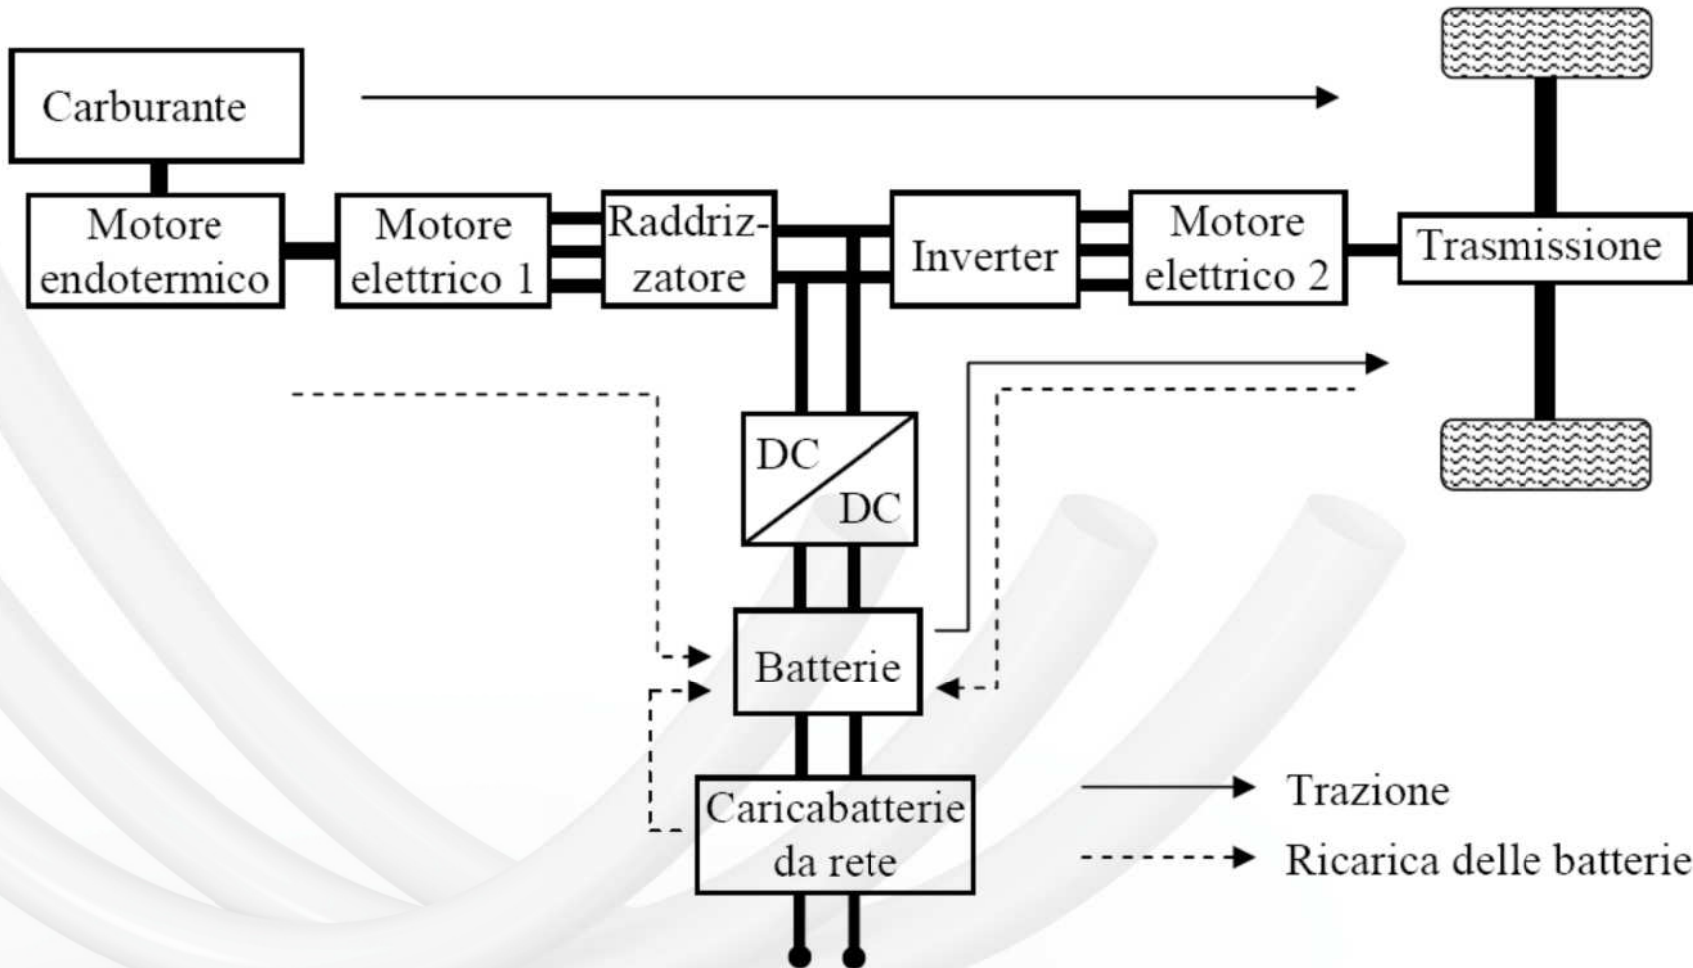 Carburante
Motore
endotermico
Motore
elettrico 1
Raddriz-
zatore
Inverter
Motore
elettrico 2
Trasmissione
DC
DC
Batterie
Caricabatterie
da rete
Trazione
Ricarica delle batterie